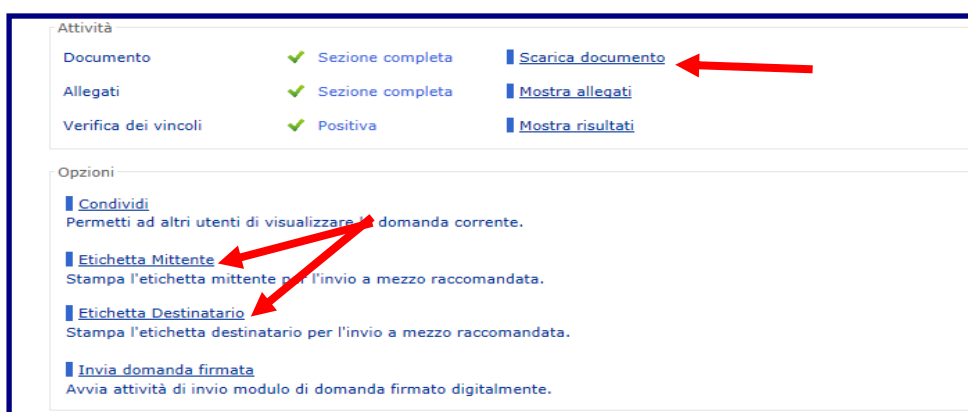 Attività
Documento Sezione completa Scarica documento
Allegati Sezione completa Mostra allegati
Verifica dei vincoli Positiva Mostra risultati
Opzioni
Condividi
Permetti ad altri utenti di visualizzare la domanda corrente.
Etichetta Mittente
Stampa l'etichetta mittente per l'invio a mezzo raccomandata.
Etichetta Destinatario
Stampa l'etichetta destinatario per l'invio a mezzo raccomandata.
Invia domanda firmata
Avvia attività di invio modulo di domanda firmato digitalmente.